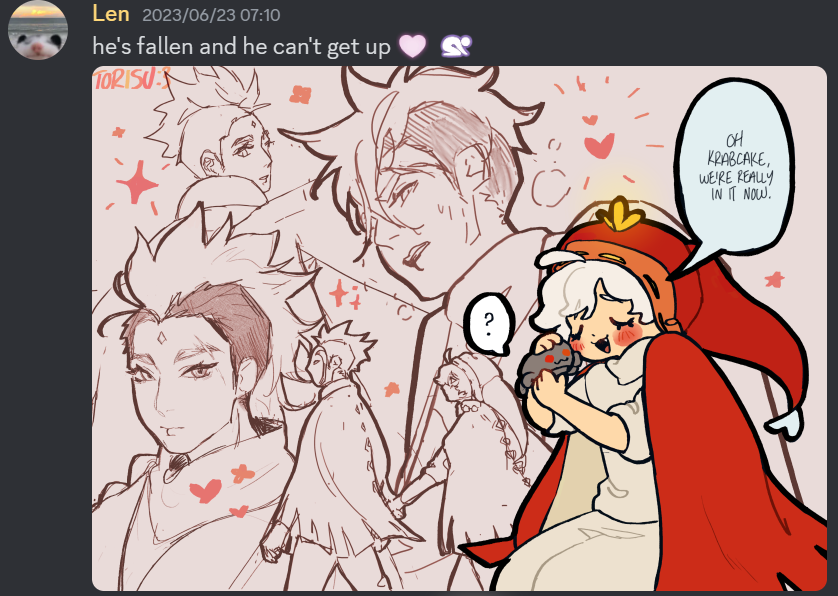 Len 2023/06/23 07:10
he's fallen and he can't get up
TORISU:3
OH
KRABCAKE,
WE'RE REALLY
IN IT NOW.
?